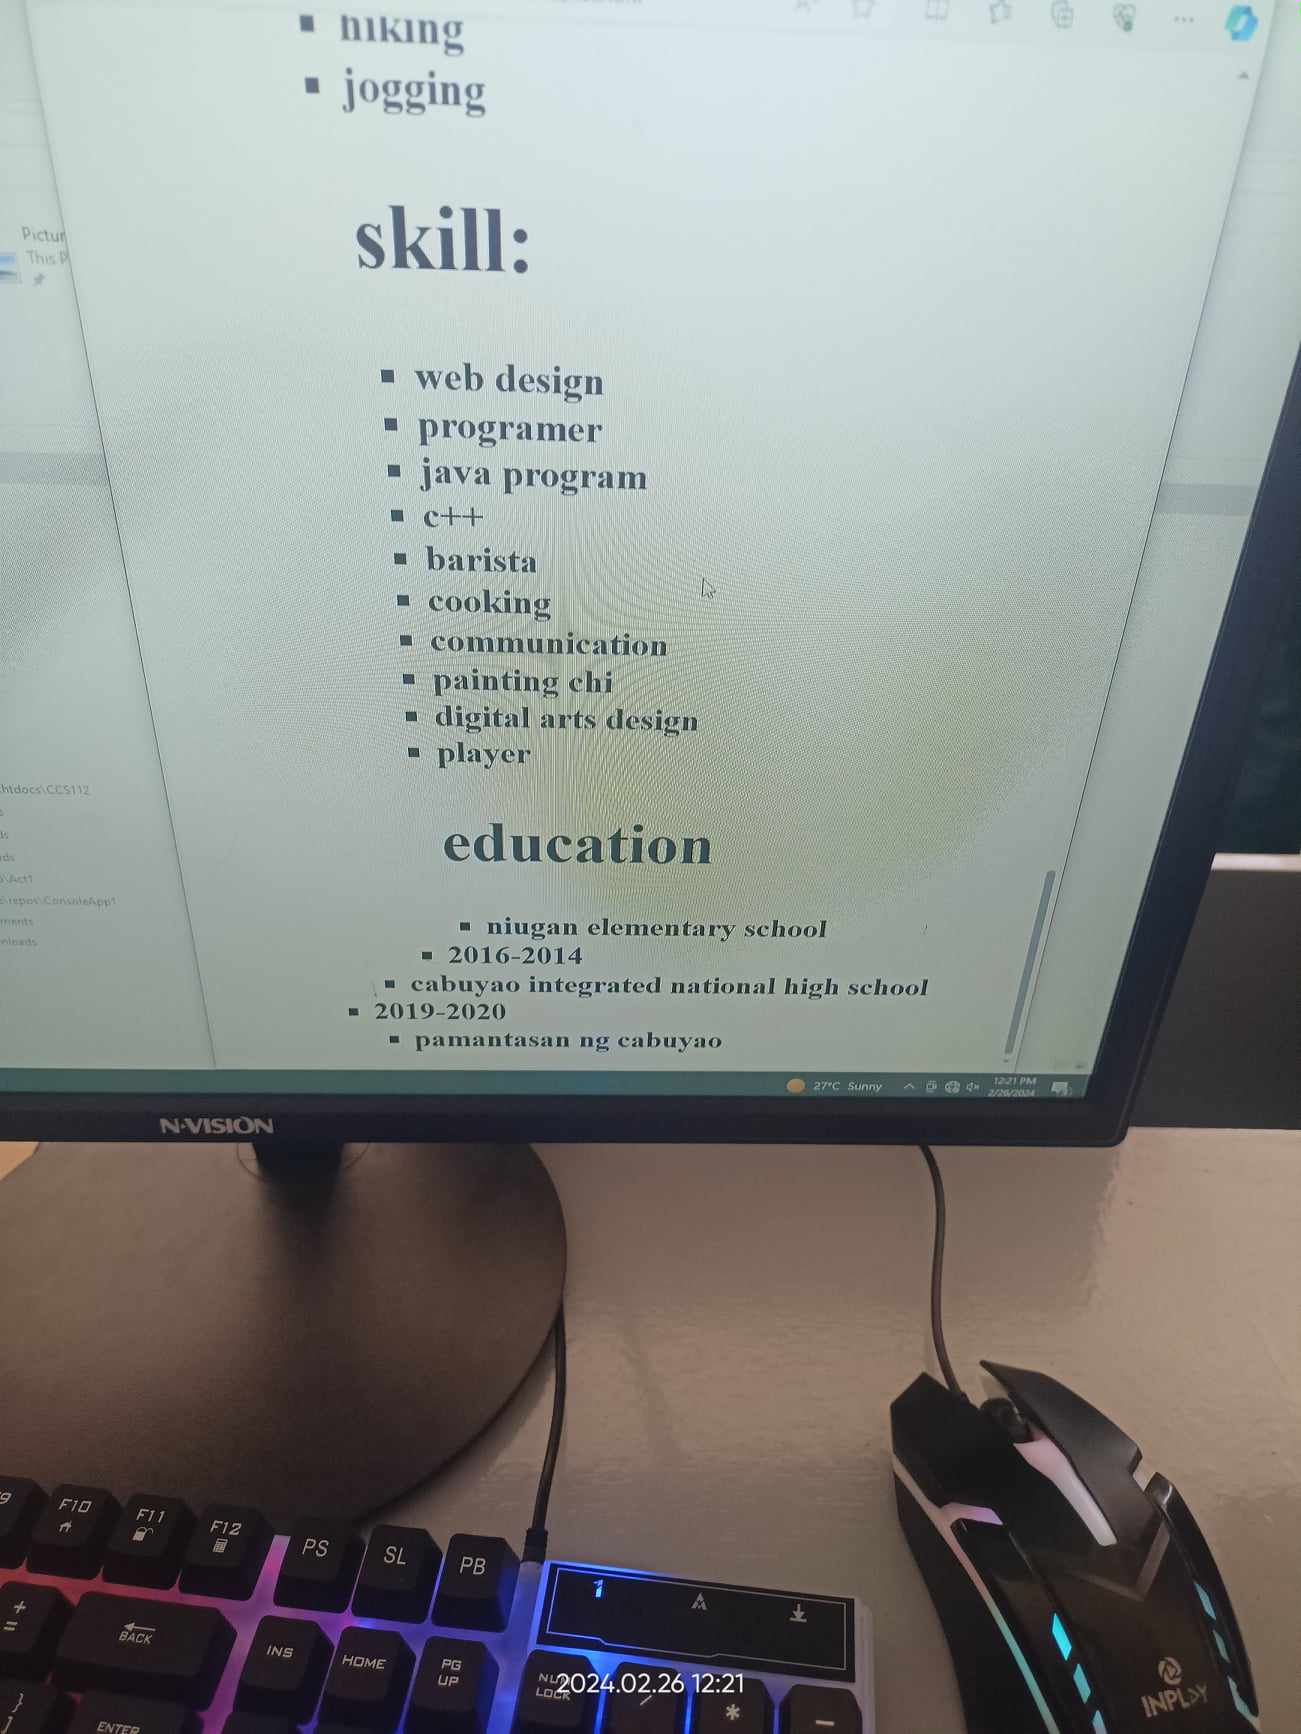 hiking
jogging
skill:
Pictur
This P
web design
programer
java program
c++
barista
cooking
communication
painting chi
digital arts design
player
htdocs\CCS112
\Act1
repos\ConsoleApp1
education
niugan elementary school
2016-2014
cabuyao integrated national high school
2019-2020
pamantasan ng cabuyao
27°C Sunny
12:21 PM
2/26/2024
N-VISION
F10
F11
F12
PS
SL
PB
1
A
+
=
BACK
INS
HOME
PG
UP
NUM
LOCK
/
*
-
}
]
ENTER
INPLAY
2024.02.26 12:21